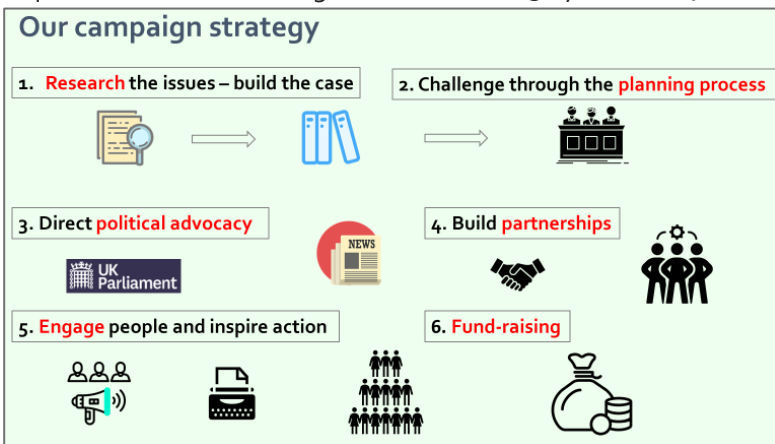 Our campaign strategy
1. Research the issues – build the case
2. Challenge through the planning process
3. Direct political advocacy
NEWS
4. Build partnerships
UK
Parliament
5. Engage people and inspire action
6. Fund-raising